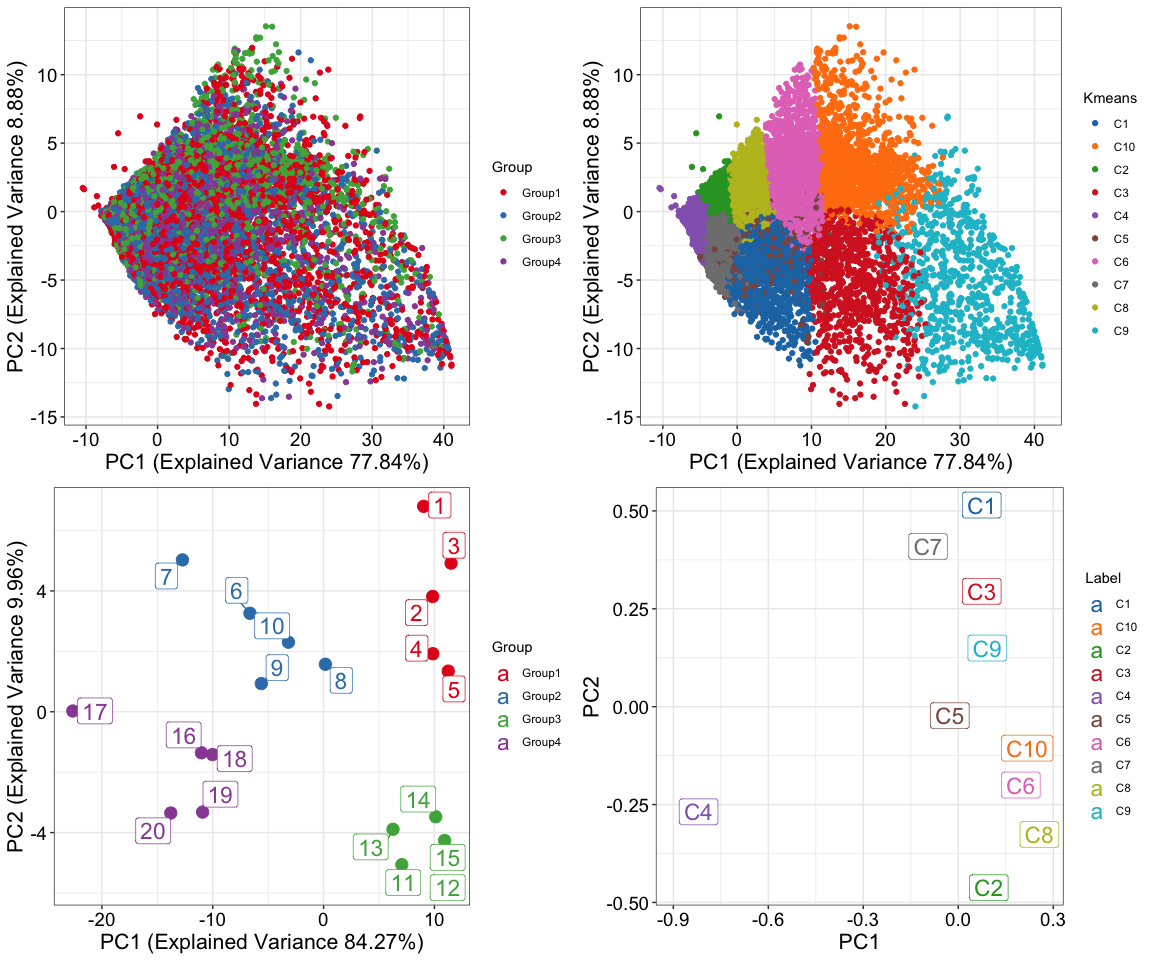 PC2 (Explained Variance 8.88%)
10
5
0
-5
-10
-15
-10
0
10
20
30
40
PC1 (Explained Variance 77.84%)
Group
Group1
Group2
Group3
Group4
PC2 (Explained Variance 8.88%)
10
5
0
-5
-10
-15
-10
0
10
20
30
40
PC1 (Explained Variance 77.84%)
Kmeans
C1
C10
C2
C3
C4
C5
C6
C7
C8
C9
PC2 (Explained Variance 9.96%)
4
0
-4
1
3
7
6
2
10
4
9
8
5
17
16
18
19
14
20
13
15
11
12
-20
-10
0
10
PC1 (Explained Variance 84.27%)
Group
a Group1
a Group2
a Group3
a Group4
PC2
0.50
0.25
0.00
-0.25
-0.50
C1
C7
C3
C9
C5
C10
C6
C4
C8
C2
-0.9
-0.6
-0.3
0.0
0.3
PC1
Label
a C1
a C10
a C2
a C3
a C4
a C5
a C6
a C7
a C8
a C9